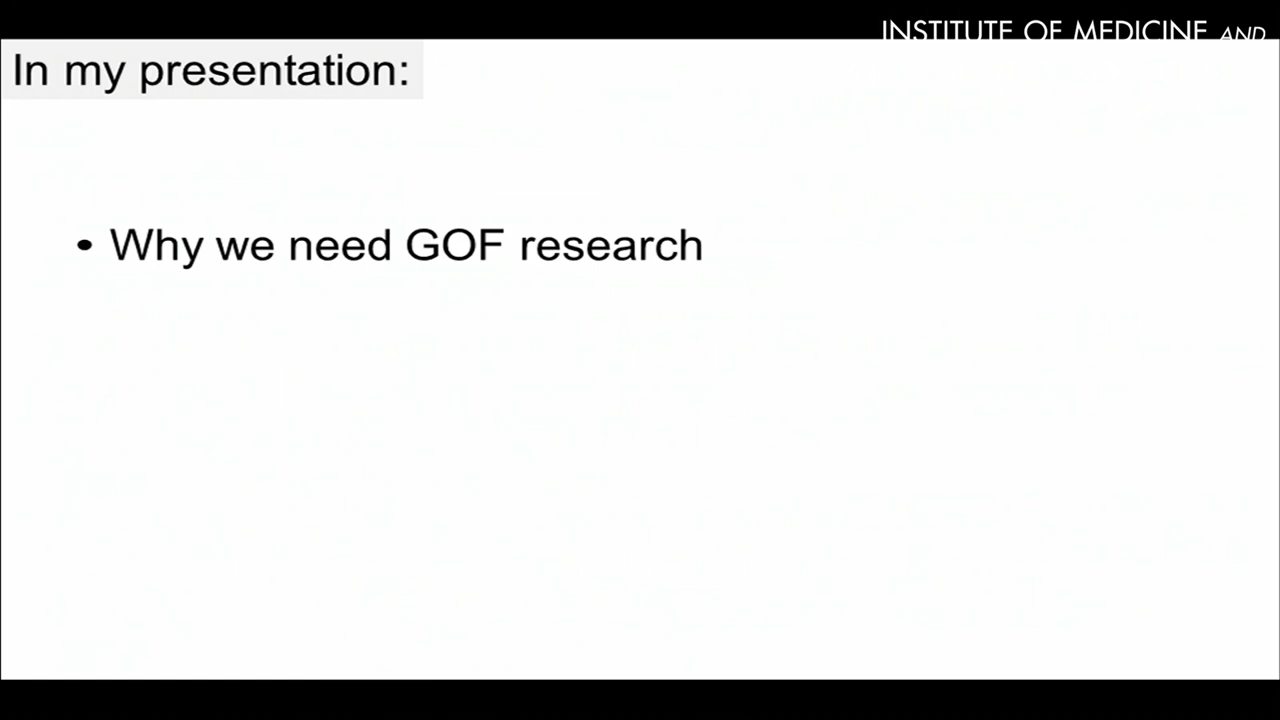 INSTITUTE OF MEDICINE AND
In my presentation:
• Why we need GOF research